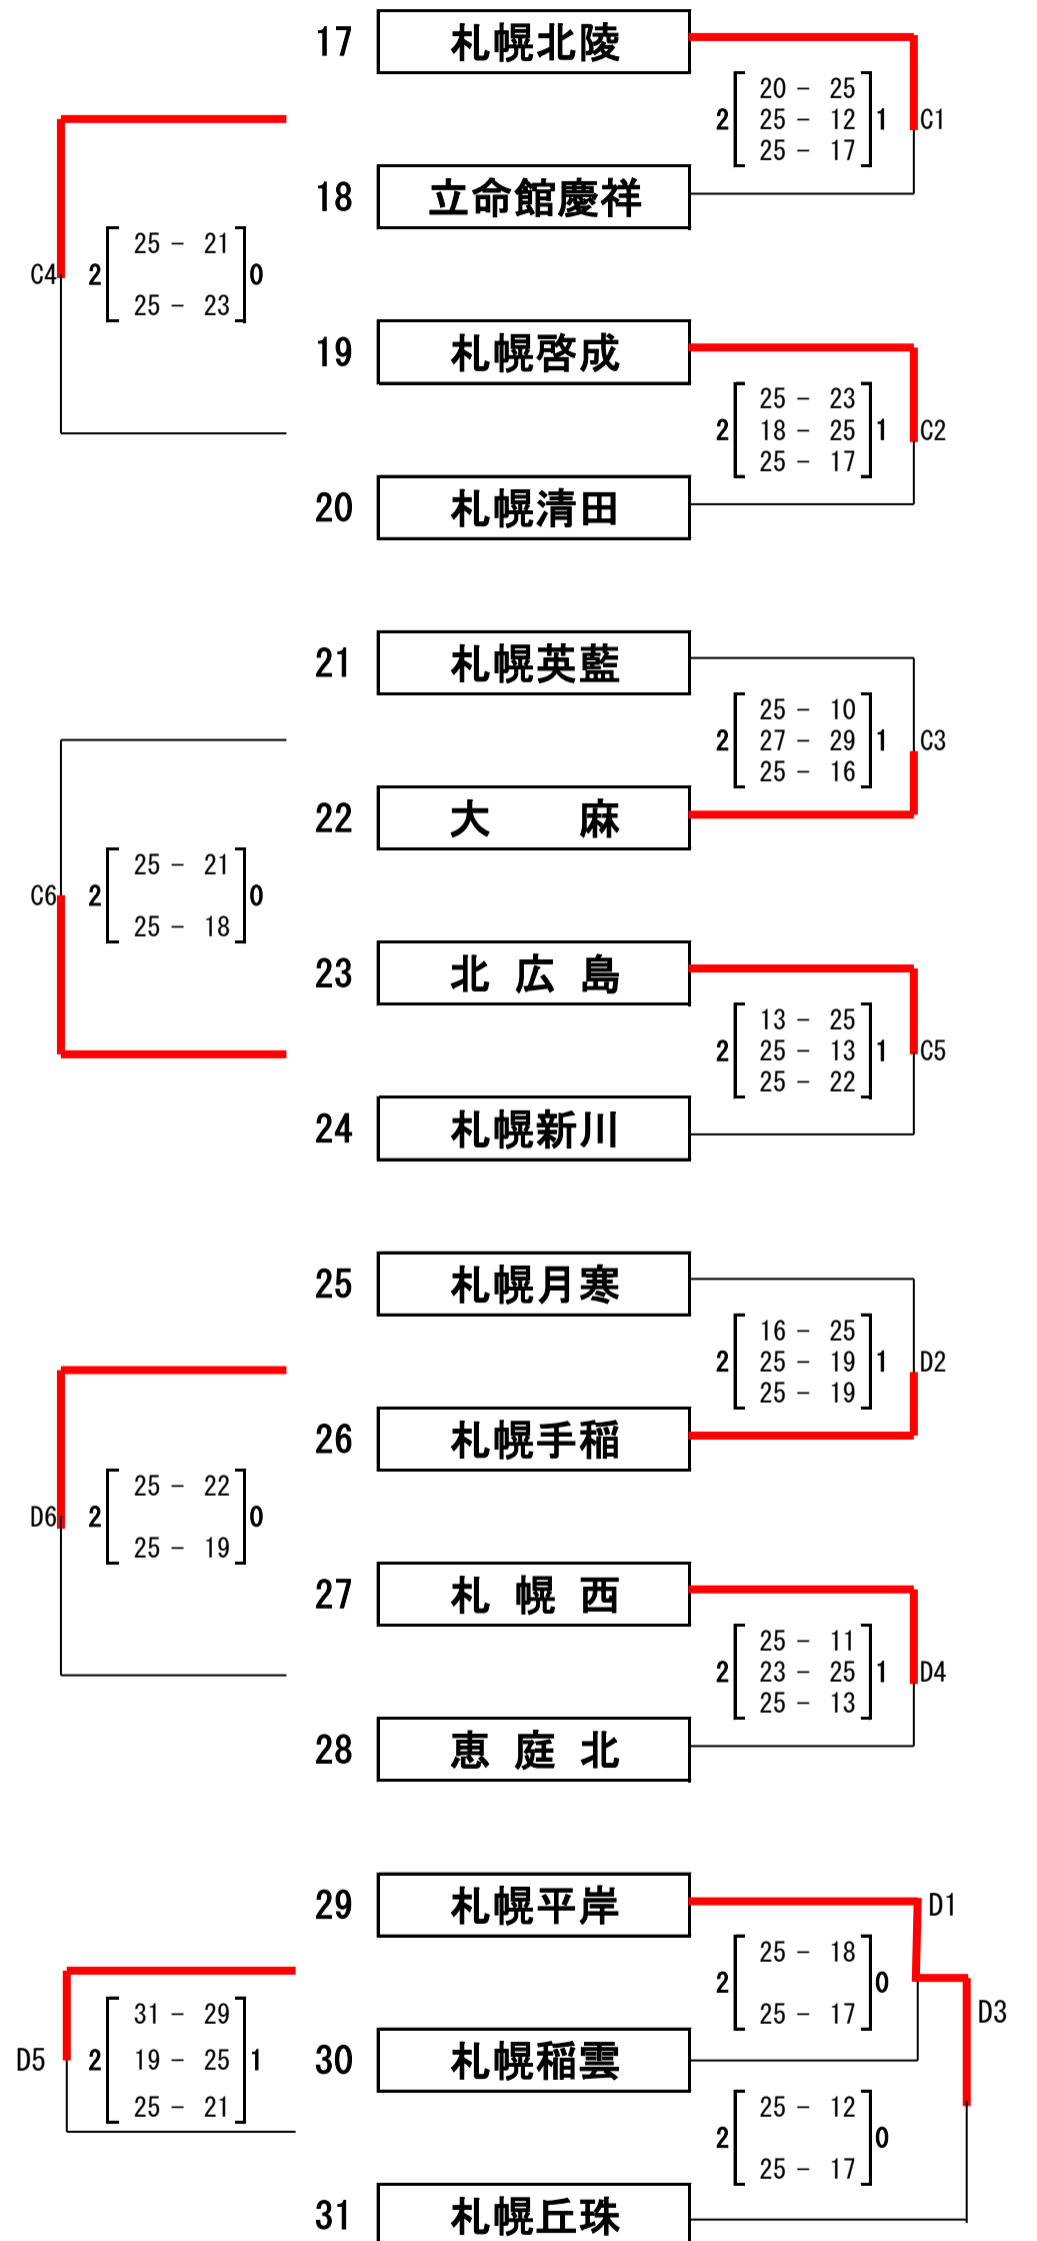 17 札幌北陵
20 － 25
2 25 － 12 1 C1
25 － 17
18 立命館慶祥
25 － 21
C4 2 0
25 － 23
19 札幌啓成
25 － 23
2 18 － 25 1 C2
25 － 17
20 札幌清田
21 札幌英藍
25 － 10
2 27 － 29 1 C3
25 － 16
22 大 麻
25 － 21
C6 2 0
25 － 18
23 北広島
13 － 25
2 25 － 13 1 C5
25 － 22
24 札幌新川
25 札幌月寒
16 － 25
2 25 － 19 1 D2
25 － 19
26 札幌手稲
25 － 22
D6 2 0
25 － 19
27 札幌西
25 － 11
2 23 － 25 1 D4
25 － 13
28 恵庭北
29 札幌平岸 D1
25 － 18
2 0
25 － 17
D3
31 － 29
D5 2 19 － 25 1
25 － 21
30 札幌稲雲
25 － 12
2 0
25 － 17
31 札幌丘珠